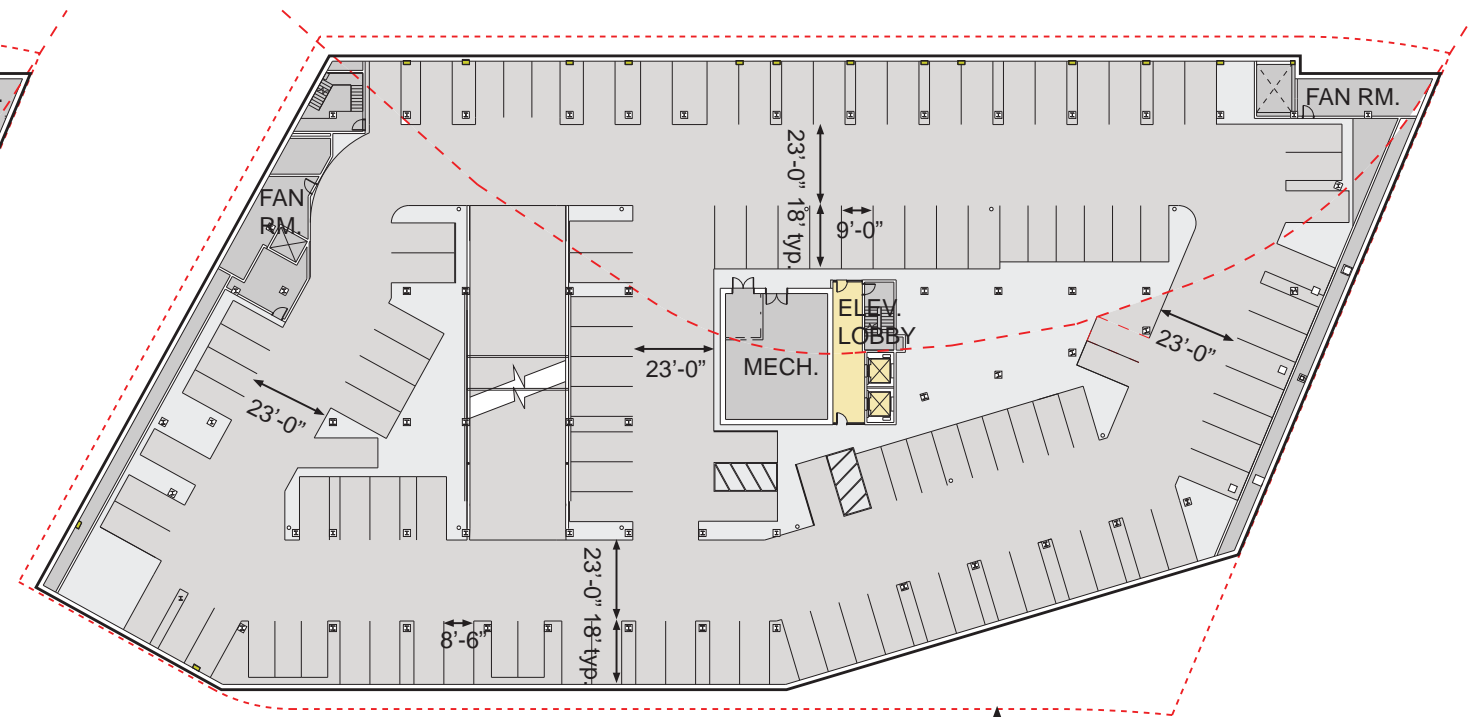 FAN RM.
23’-0”
18’ typ.
9’-0”
FAN
RM.
ELEV.
LOBBY
23’-0”
MECH.
23’-0”
23’-0”
23’-0”
18’ typ.
8’-6”